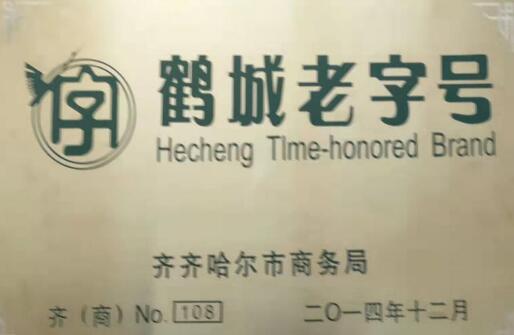 鹤城老字号
Hecheng TIme-honored Brand
齐齐哈尔市商务局
齐（商）No. 108 二〇一四年十二月